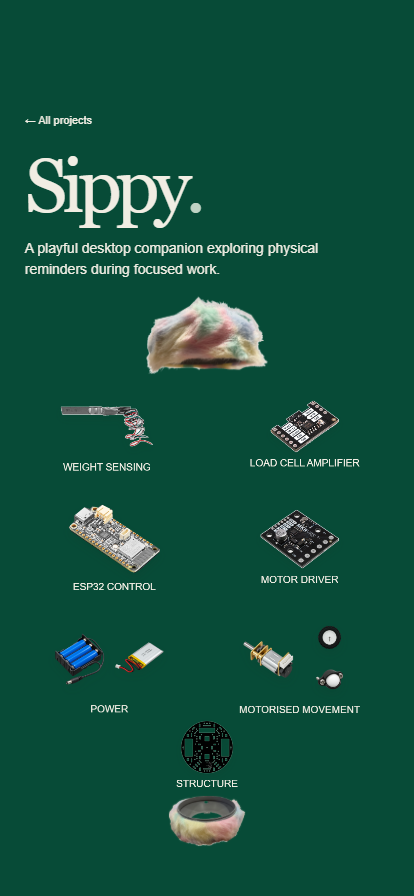 ← All projects
Sippy.
A playful desktop companion exploring physical
reminders during focused work.
WEIGHT SENSING
LOAD CELL AMPLIFIER
ESP32 CONTROL
MOTOR DRIVER
POWER
MOTORISED MOVEMENT
STRUCTURE